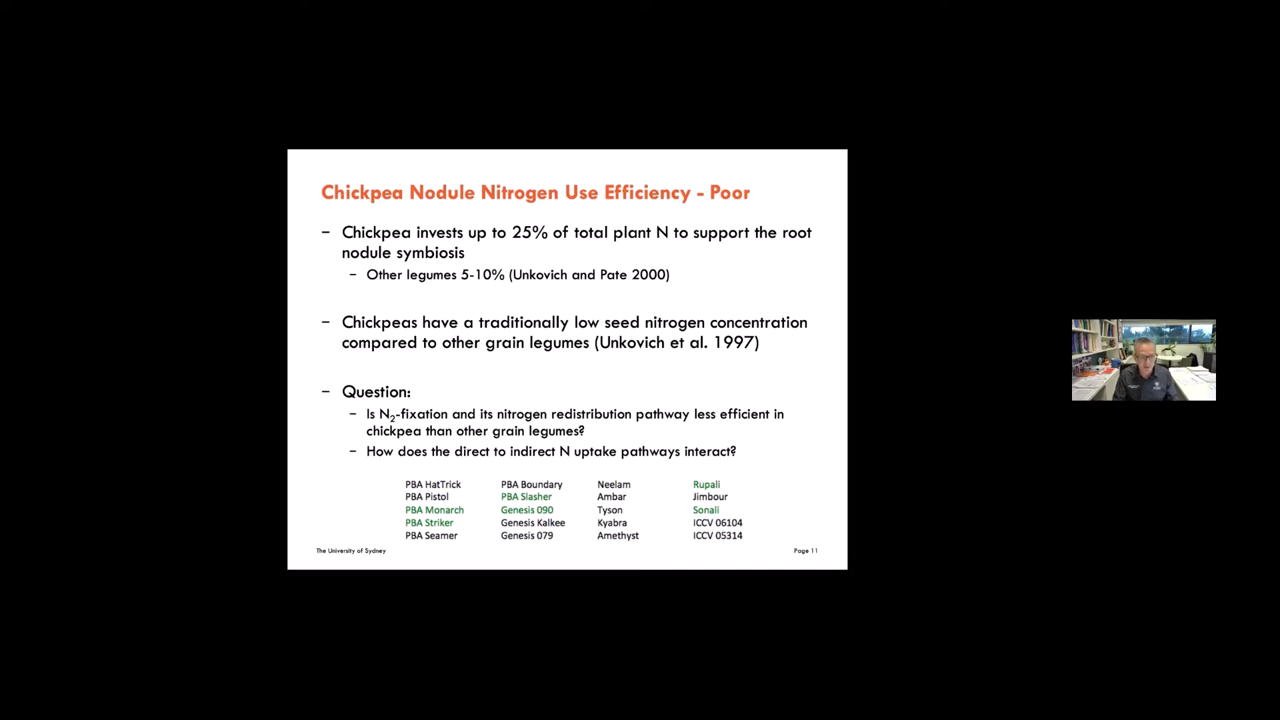 Chickpea Nodule Nitrogen Use Efficiency - Poor
– Chickpea invests up to 25% of total plant N to support the root
nodule symbiosis
– Other legumes 5-10% (Unkovich and Pate 2000)
– Chickpeas have a traditionally low seed nitrogen concentration
compared to other grain legumes (Unkovich et al. 1997)
– Question:
– Is N₂-fixation and its nitrogen redistribution pathway less efficient in
chickpea than other grain legumes?
– How does the direct to indirect N uptake pathways interact?
PBA HatTrick PBA Boundary Neelam Rupali
PBA Pistol PBA Slasher Ambar Jimbour
PBA Monarch Genesis 090 Tyson Sonali
PBA Striker Genesis Kalkee Kyabra ICCV 06104
PBA Seamer Genesis 079 Amethyst ICCV 05314
The University of Sydney Page 11